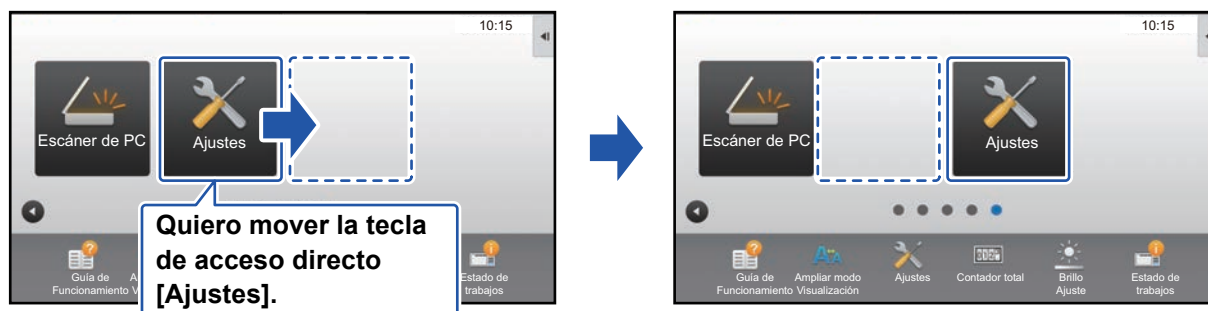 10:15
Escáner de PC
Ajustes
Quiero mover la tecla
de acceso directo
[Ajustes].
Guía de
Funcionamiento
Estado de
trabajos
10:15
Escáner de PC
Ajustes
Guía de
Funcionamiento
Ampliar modo
Visualización
Ajustes
Contador total
Brillo
Ajuste
Estado de
trabajos